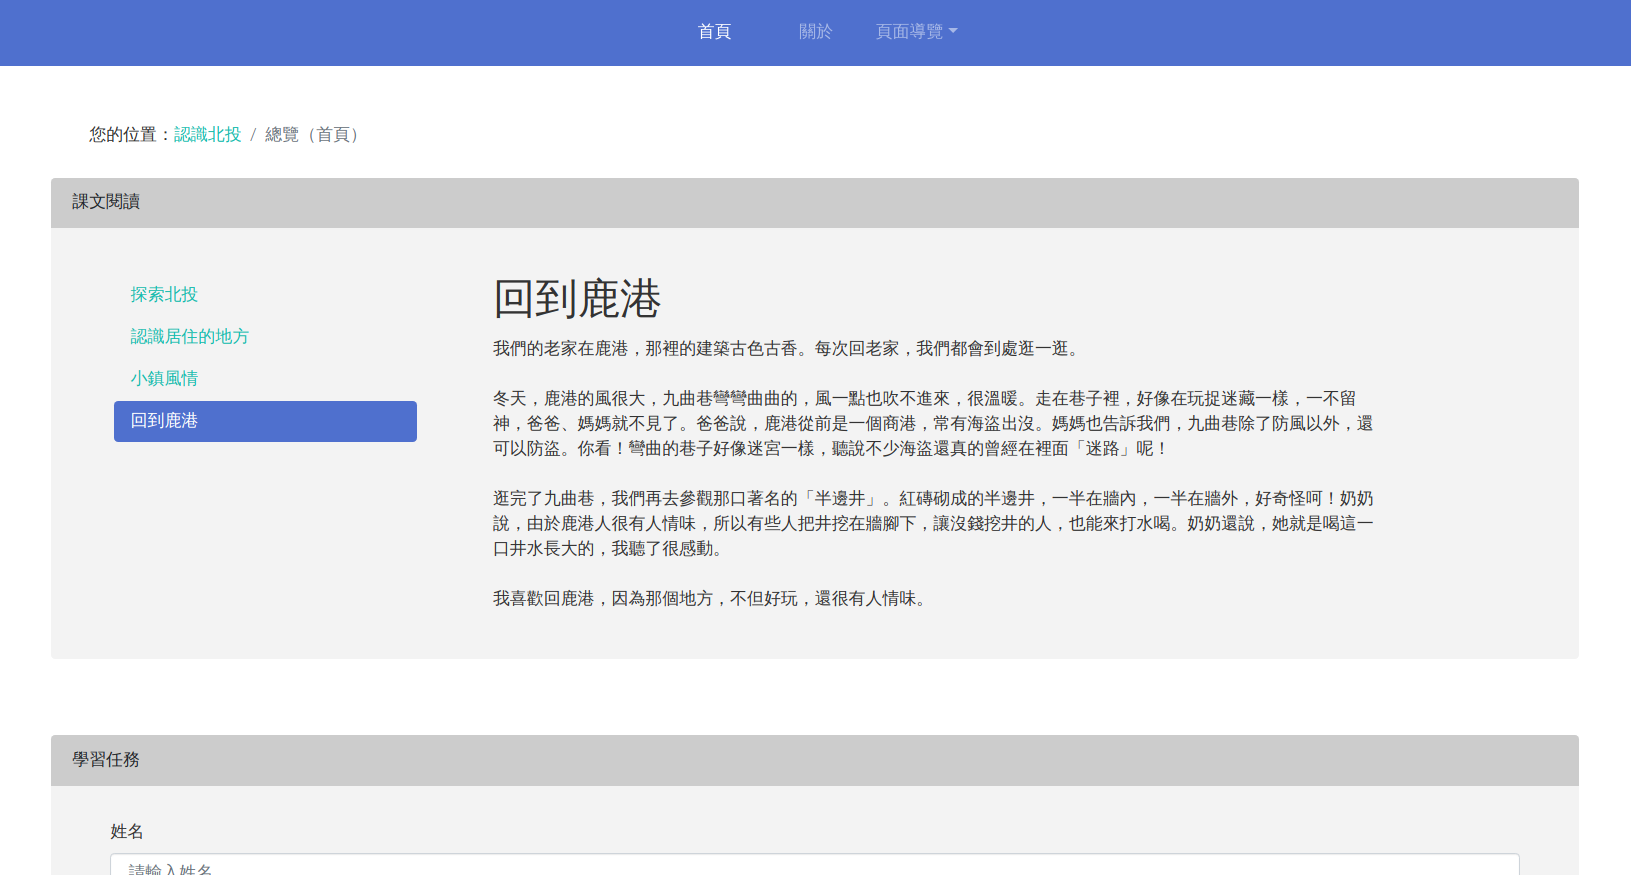 首頁 關於 頁面導覽
您的位置：認識北投 / 總覽（首頁）
課文閱讀
探索北投
認識居住的地方
小鎮風情
回到鹿港
回到鹿港
我們的老家在鹿港，那裡的建築古色古香。每次回老家，我們都會到處逛一逛。
冬天，鹿港的風很大，九曲巷彎彎曲曲的，風一點也吹不進來，很溫暖。走在巷子裡，好像在玩捉迷藏一樣，一不留
神，爸爸、媽媽就不見了。爸爸說，鹿港從前是一個商港，常有海盜出沒。媽媽也告訴我們，九曲巷除了防風以外，還
可以防盜。你看！彎曲的巷子好像迷宮一樣，聽說不少海盜還真的曾經在裡面「迷路」呢！
逛完了九曲巷，我們再去參觀那口著名的「半邊井」。紅磚砌成的半邊井，一半在牆內，一半在牆外，好奇怪呵！奶奶
說，由於鹿港人很有人情味，所以有些人把井挖在牆腳下，讓沒錢挖井的人，也能來打水喝。奶奶還說，她就是喝這一
口井水長大的，我聽了很感動。
我喜歡回鹿港，因為那個地方，不但好玩，還很有人情味。
學習任務
姓名
請輸入姓名